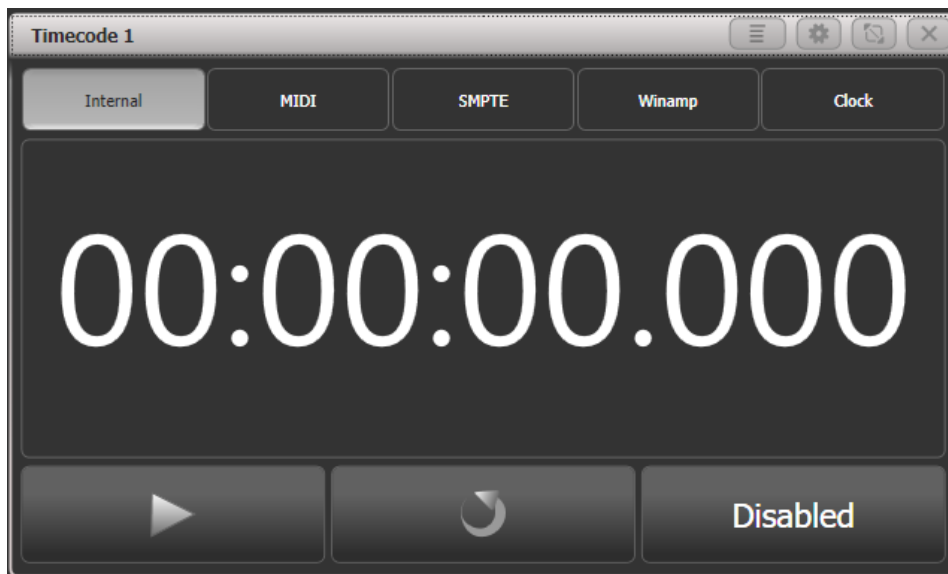 Timecode 1
Internal MIDI SMPTE Winamp Clock
00:00:00.000
Disabled